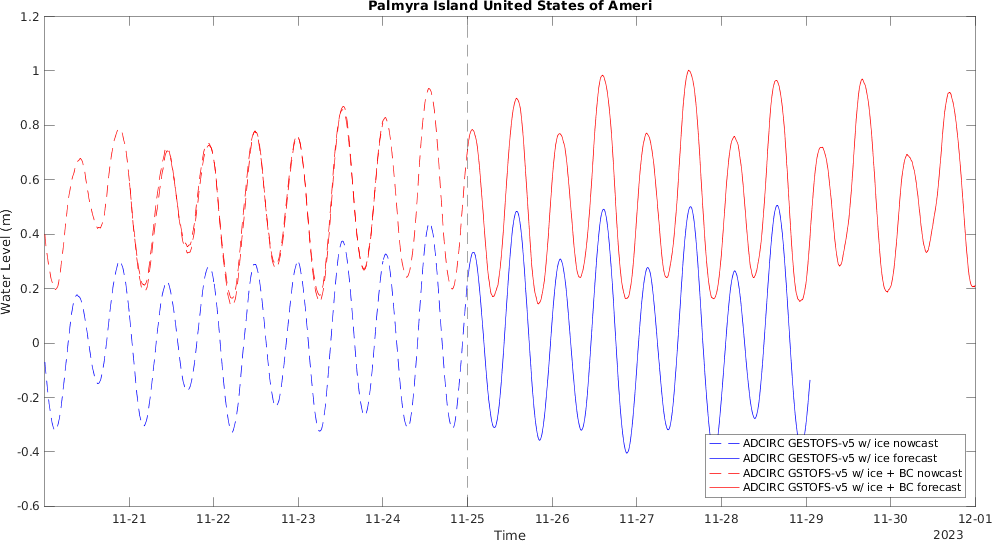 Palmyra Island United States of Ameri
Water Level (m)
1.2
1
0.8
0.6
0.4
0.2
0
-0.2
-0.4
-0.6
11-21 11-22 11-23 11-24 11-25 11-26 11-27 11-28 11-29 11-30 12-01
Time
2023
ADCIRC GESTOFS-v5 w/ ice nowcast
ADCIRC GESTOFS-v5 w/ ice forecast
ADCIRC GSTOFS-v5 w/ ice + BC nowcast
ADCIRC GSTOFS-v5 w/ ice + BC forecast